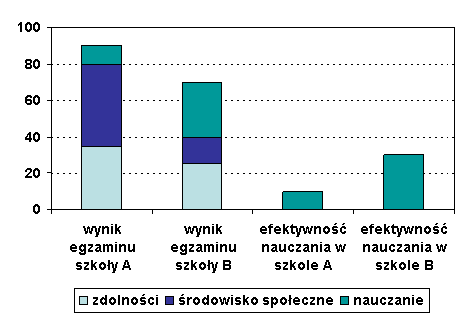 100
80
60
40
20
0
wynik egzaminu szkoły A
wynik egzaminu szkoły B
efektywność nauczania w szkole A
efektywność nauczania w szkole B
zdolności środowisko społeczne nauczanie